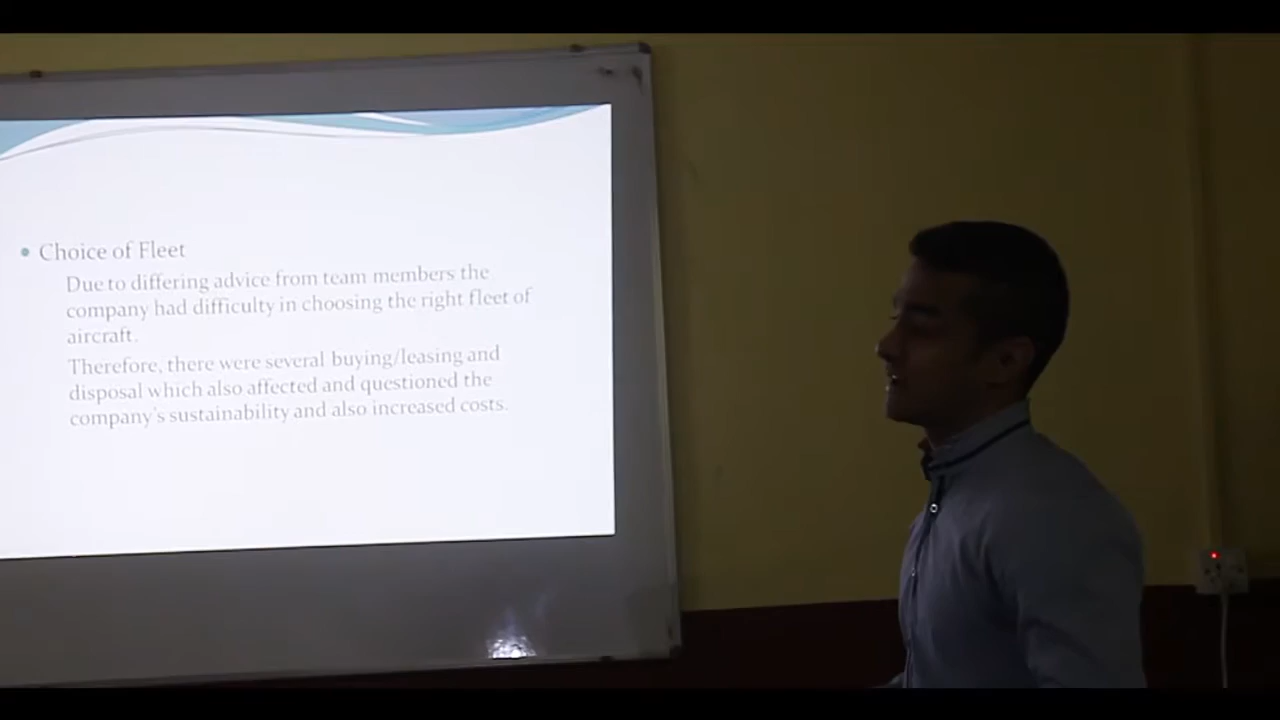 Choice of Fleet
Due to differing advice from team members the
company had difficulty in choosing the right fleet of
aircraft.
Therefore, there were several buying/leasing and
disposal which also affected and questioned the
company's sustainability and also increased costs.